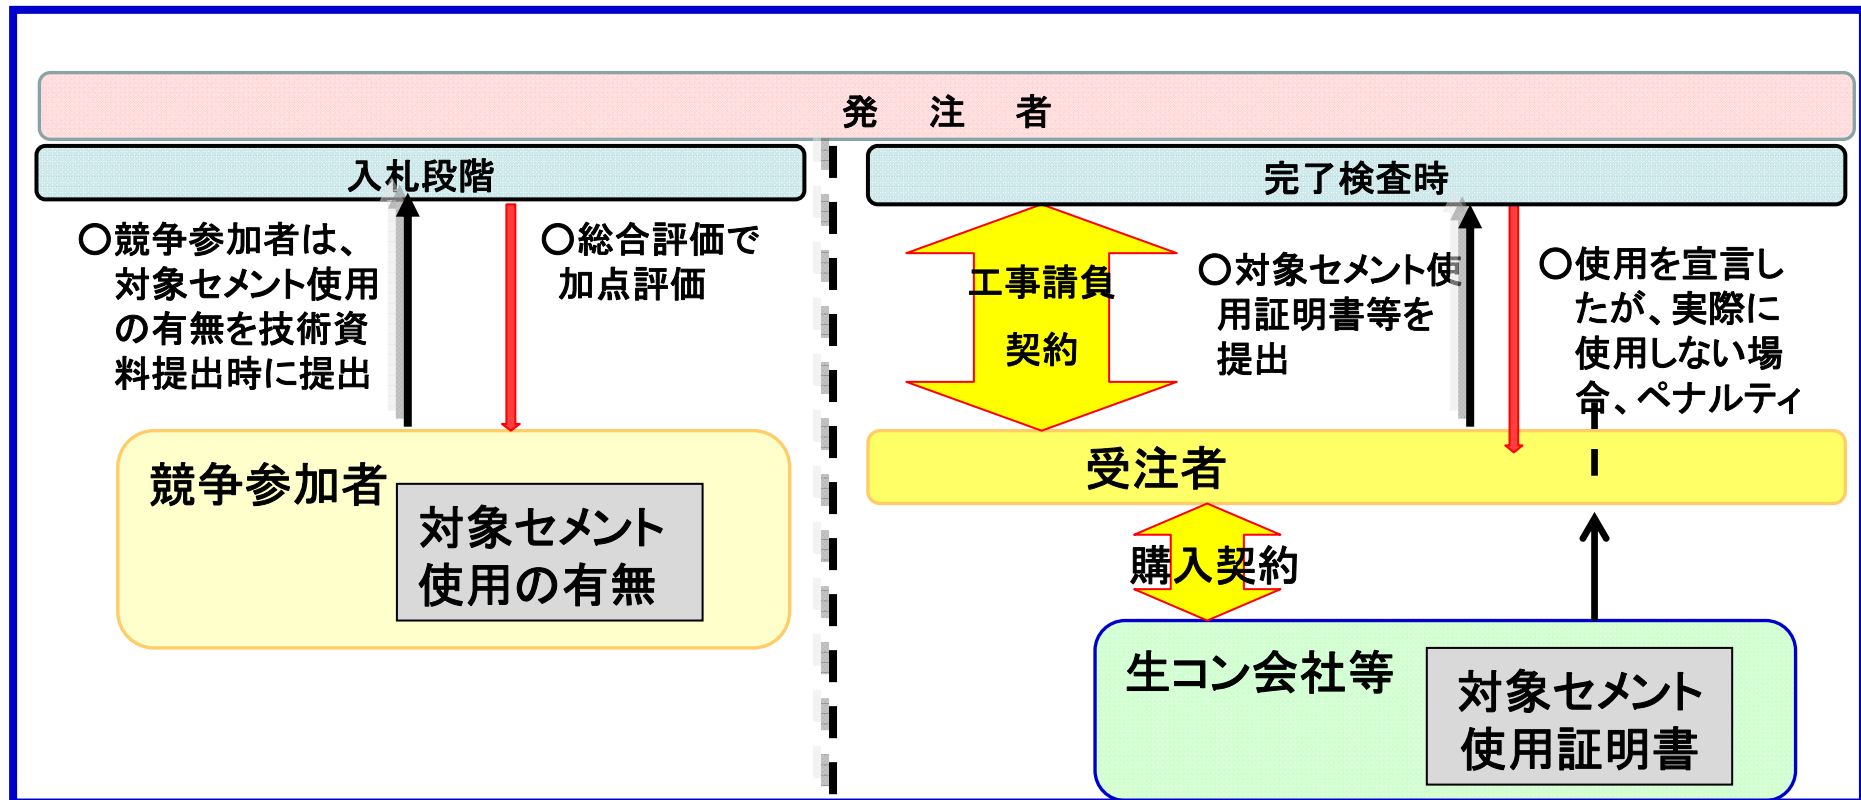 発 注 者
入札段階
○競争参加者は、
対象セメント使用
の有無を技術資
料提出時に提出
○総合評価で
加点評価
競争参加者
対象セメント
使用の有無
完了検査時
工事請負
契約
○対象セメント使
用証明書等を
提出
○使用を宣言し
たが、実際に
使用しない場
合、ペナルティ
受注者
購入契約
生コン会社等
対象セメント
使用証明書